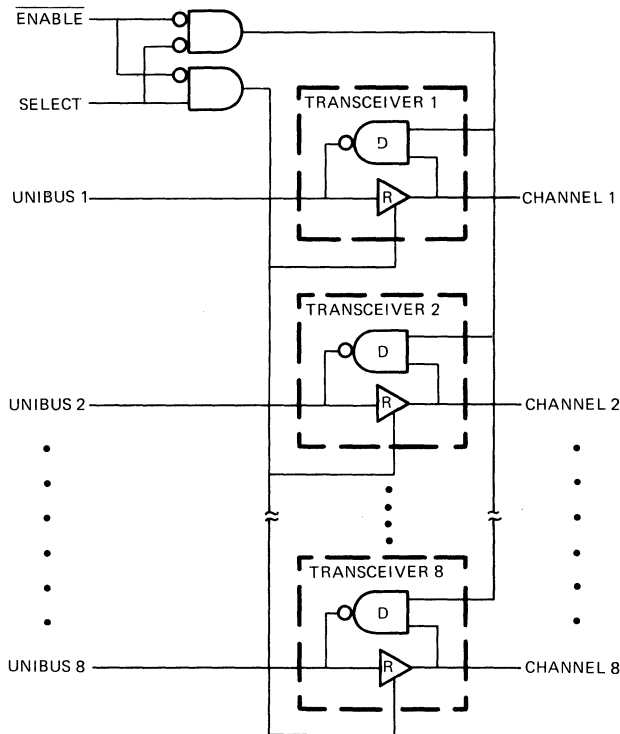 ENABLE
SELECT
TRANSCEIVER 1
D
UNIBUS 1
R
CHANNEL 1
TRANSCEIVER 2
D
UNIBUS 2
R
CHANNEL 2
TRANSCEIVER 8
D
UNIBUS 8
R
CHANNEL 8